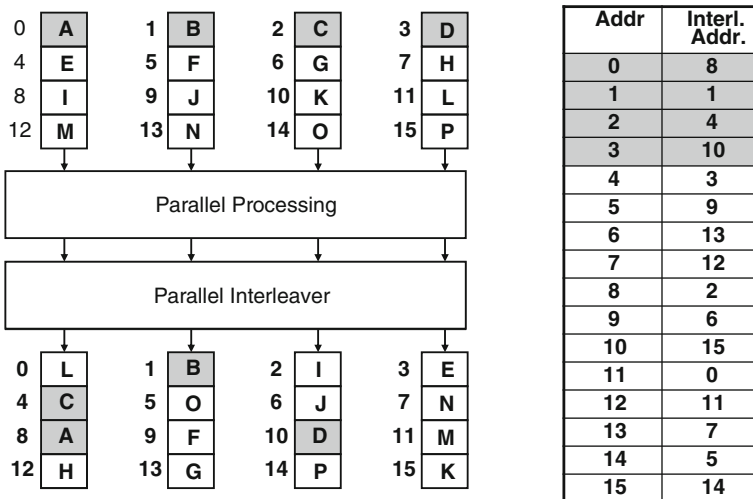 0 A 1 B 2 C 3 D
4 E 5 F 6 G 7 H
8 I 9 J 10 K 11 L
12 M 13 N 14 O 15 P
Parallel Processing
Parallel Interleaver
0 L 1 B 2 I 3 E
4 C 5 O 6 J 7 N
8 A 9 F 10 D 11 M
12 H 13 G 14 P 15 K
Addr Interl. Addr.
0 8
1 1
2 4
3 10
4 3
5 9
6 13
7 12
8 2
9 6
10 15
11 0
12 11
13 7
14 5
15 14